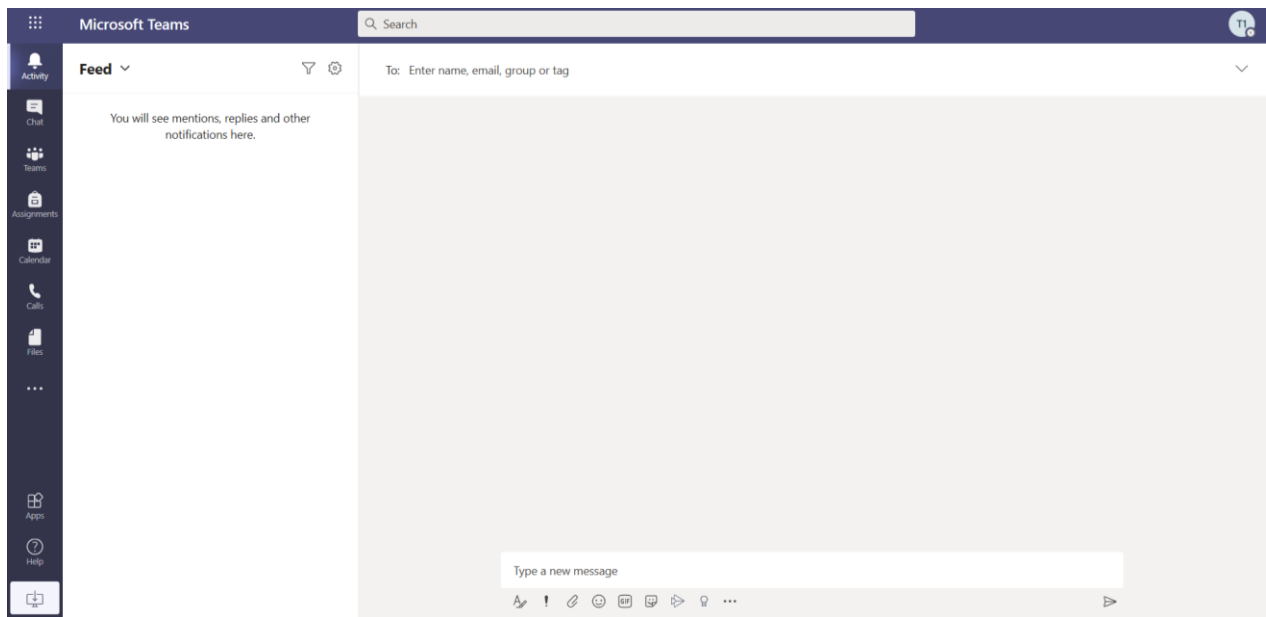 Microsoft Teams
Search
T1
Activity
Chat
Teams
Assignments
Calendar
Calls
Files
Apps
Help
Feed
You will see mentions, replies and other
notifications here.
To: Enter name, email, group or tag
Type a new message
GIF